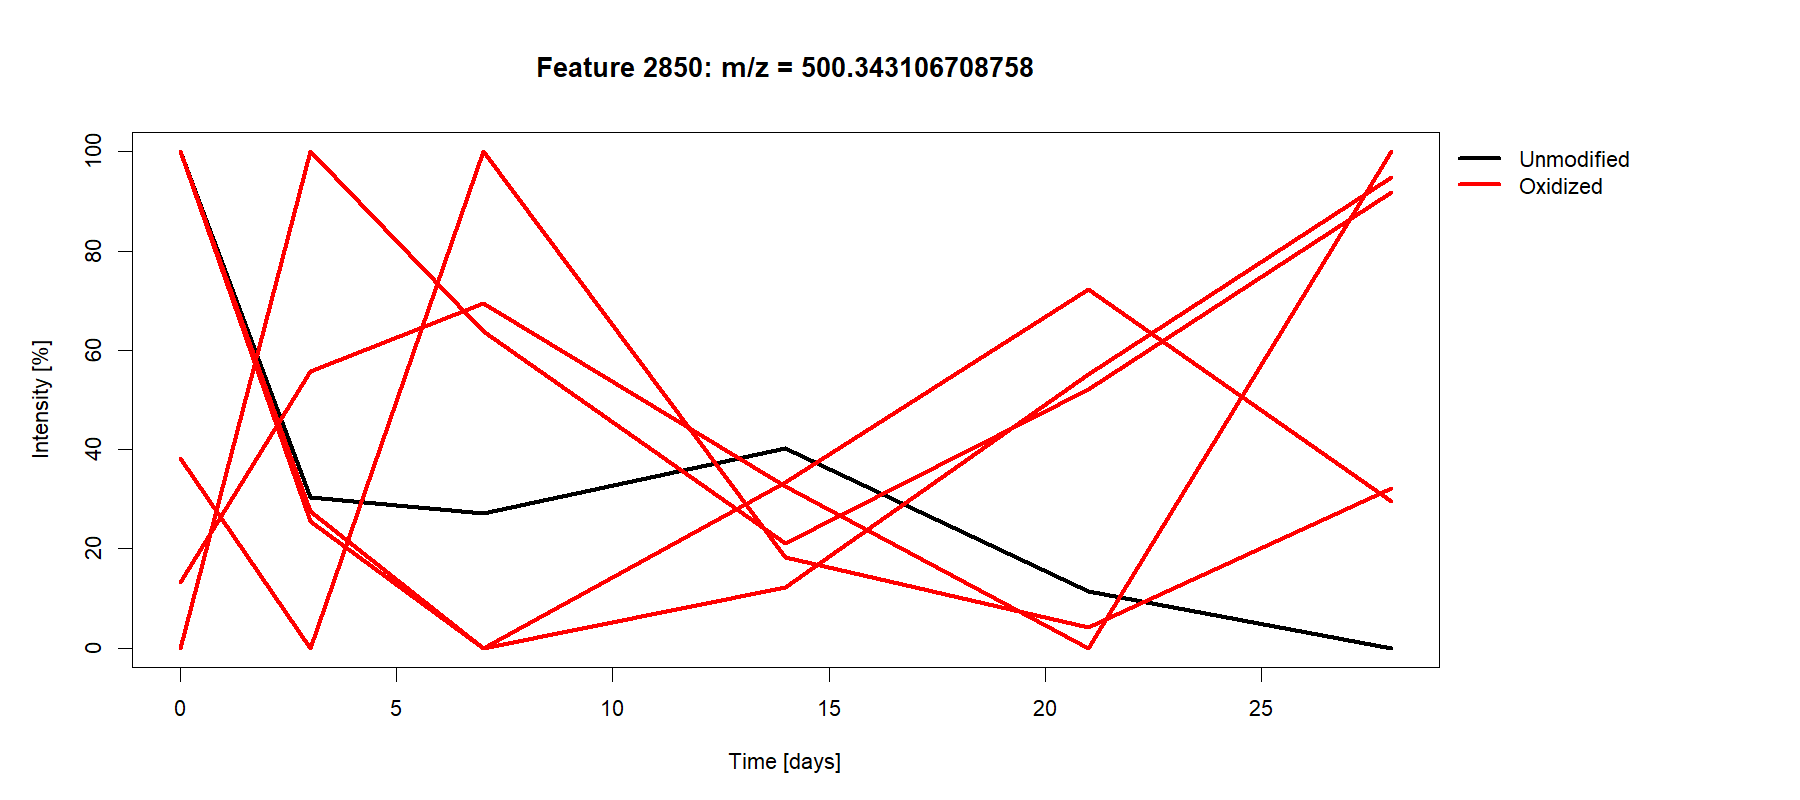 Feature 2850: m/z = 500.343106708758
Unmodified
Oxidized
Intensity [%]
100
80
60
40
20
0
0 5 10 15 20 25
Time [days]